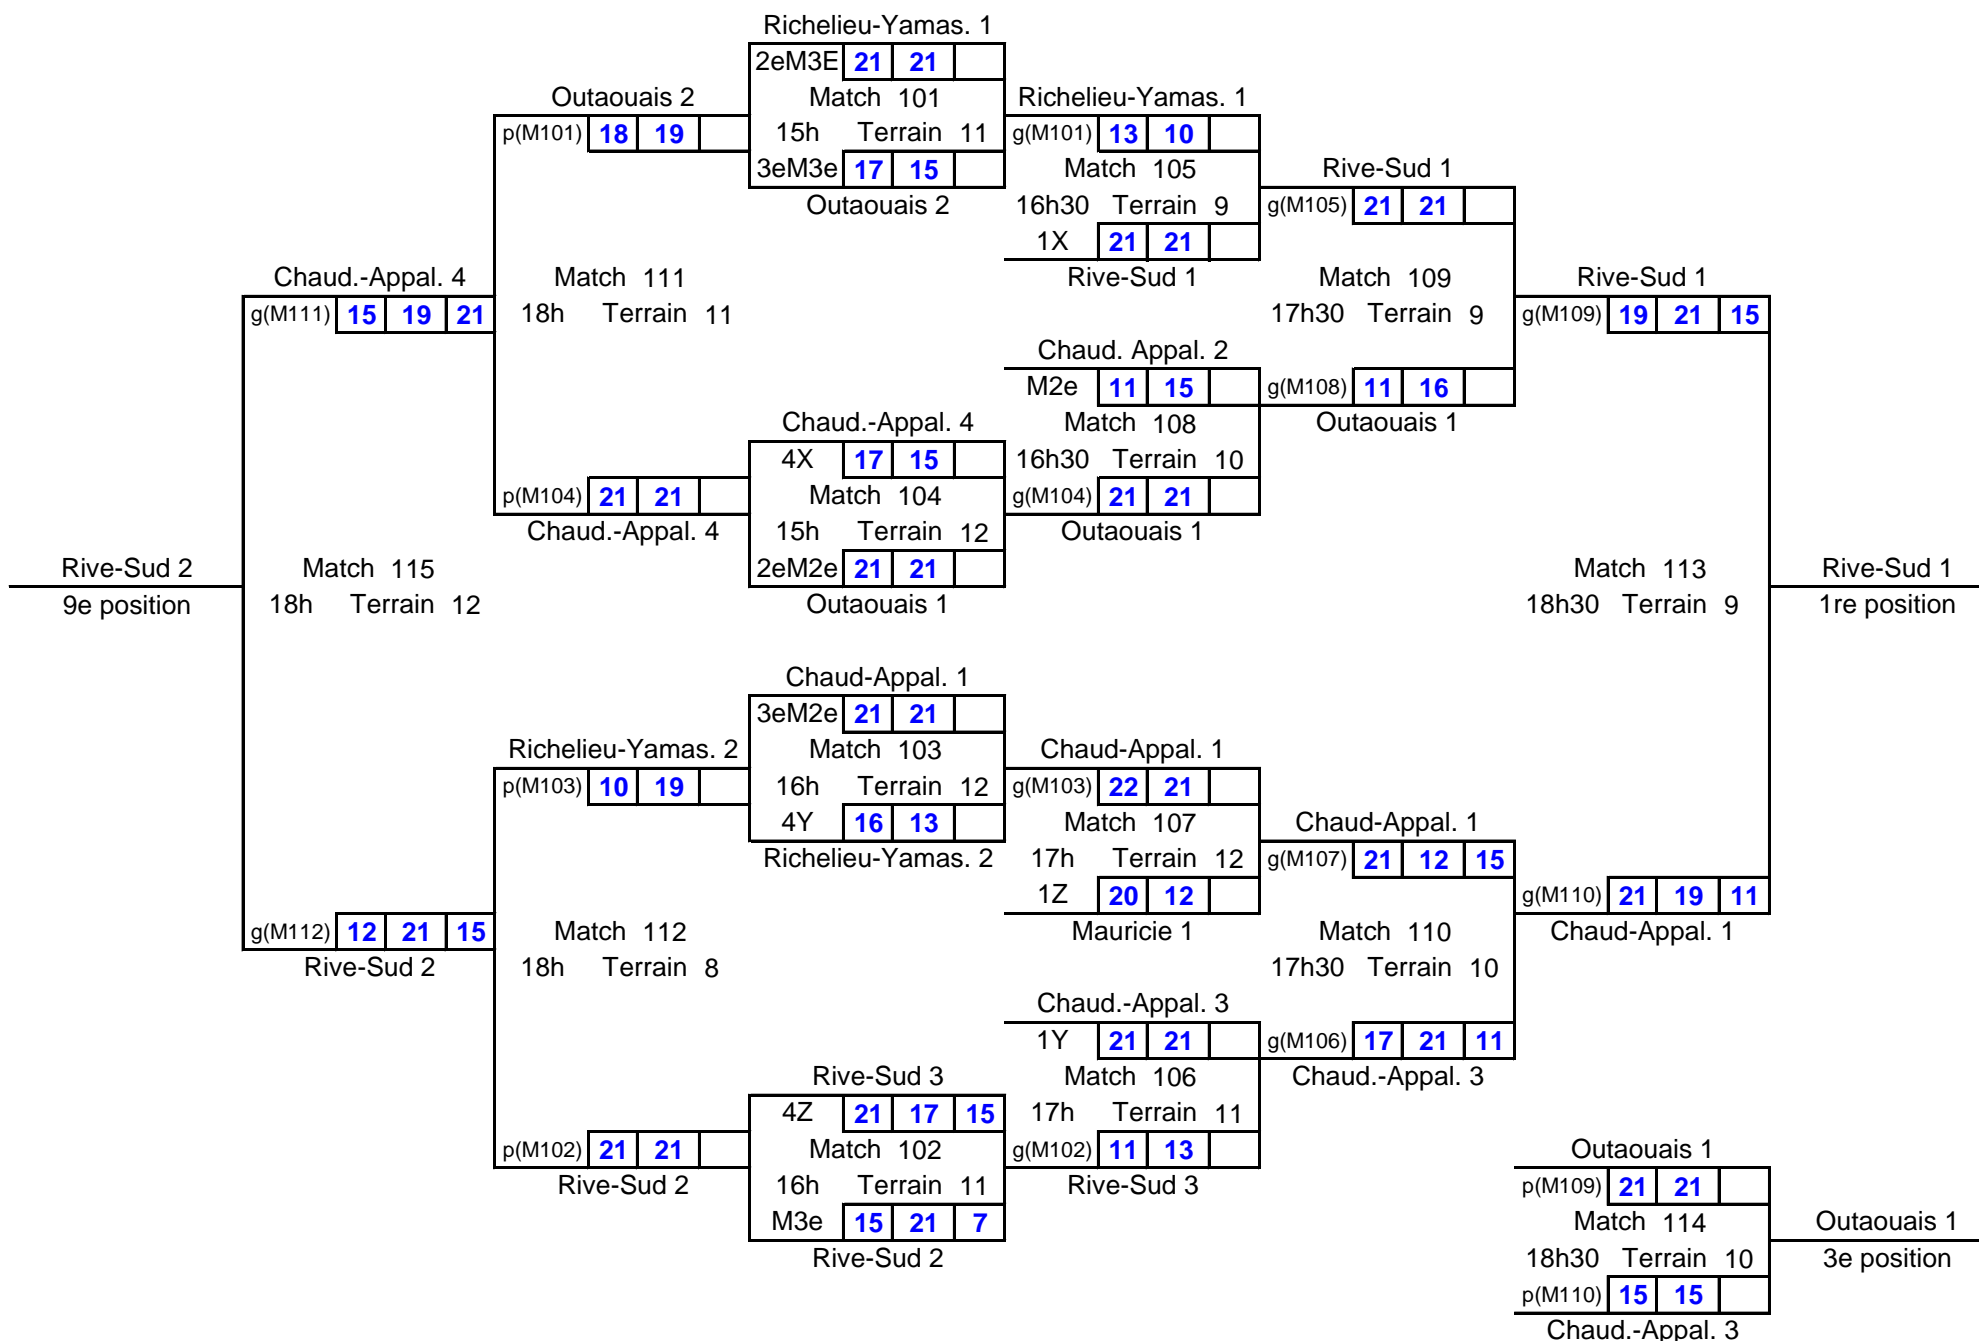 Richelieu-Yamas. 1
2eM3E 21 21
Outaouais 2 Match 101 Richelieu-Yamas. 1
p(M101) 18 19 15h Terrain 11 g(M101) 13 10
3eM3e 17 15 Match 105 Rive-Sud 1
Outaouais 2 16h30 Terrain 9 g(M105) 21 21
1X 21 21
Chaud.-Appal. 4 Match 111 Rive-Sud 1 Match 109 Rive-Sud 1
g(M111) 15 19 21 18h Terrain 11 17h30 Terrain 9 g(M109) 19 21 15
Chaud. Appal. 2
M2e 11 15 g(M108) 11 16
Chaud.-Appal. 4 Match 108 Outaouais 1
4X 17 15 16h30 Terrain 10
p(M104) 21 21 Match 104 g(M104) 21 21
Chaud.-Appal. 4 15h Terrain 12 Outaouais 1
Rive-Sud 2 Match 115 2eM2e 21 21 Match 113 Rive-Sud 1
9e position 18h Terrain 12 Outaouais 1 18h30 Terrain 9 1re position
Chaud-Appal. 1
3eM2e 21 21
Richelieu-Yamas. 2 Match 103 Chaud-Appal. 1
p(M103) 10 19 16h Terrain 12 g(M103) 22 21
4Y 16 13 Match 107 Chaud-Appal. 1
Richelieu-Yamas. 2 17h Terrain 12 g(M107) 21 12 15
1Z 20 12 g(M110) 21 19 11
g(M112) 12 21 15 Match 112 Mauricie 1 Match 110 Chaud-Appal. 1
Rive-Sud 2 18h Terrain 8 17h30 Terrain 10
Chaud.-Appal. 3
1Y 21 21 g(M106) 17 21 11
Rive-Sud 3 Match 106 Chaud.-Appal. 3
4Z 21 17 15 17h Terrain 11
p(M102) 21 21 Match 102 g(M102) 11 13 Outaouais 1
Rive-Sud 2 16h Terrain 11 Rive-Sud 3 p(M109) 21 21
M3e 15 21 7 Match 114 Outaouais 1
Rive-Sud 2 18h30 Terrain 10 3e position
p(M110) 15 15
Chaud.-Appal. 3